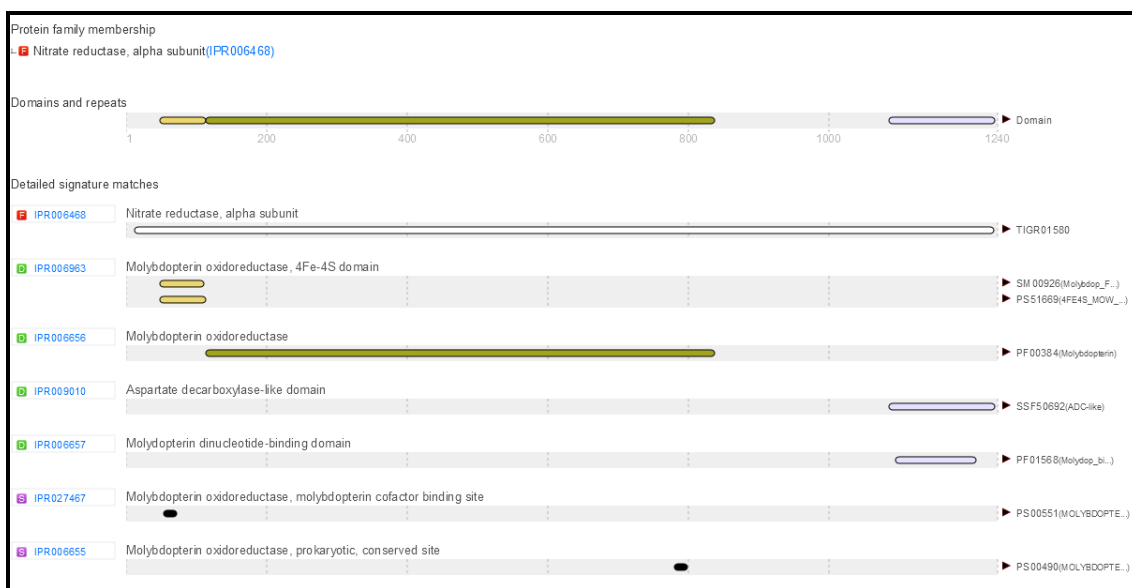 Protein family membership
F Nitrate reductase, alpha subunit(IPR006468)
Domains and repeats
Domain
1 200 400 600 800 1000 1240
Detailed signature matches
F IPR006468 Nitrate reductase, alpha subunit
TIGR01580
D IPR006963 Molybdopterin oxidoreductase, 4Fe-4S domain
SM00926(Molybdop_F...)
PS51669(4FE4S_MOW_...)
D IPR006656 Molybdopterin oxidoreductase
PF00384(Molybdopterin)
D IPR009010 Aspartate decarboxylase-like domain
SSF50692(ADC-like)
D IPR006657 Molydopterin dinucleotide-binding domain
PF01568(Molydop_bi...)
S IPR027467 Molybdopterin oxidoreductase, molybdopterin cofactor binding site
PS00551(MOLYBDOPTE...)
S IPR006655 Molybdopterin oxidoreductase, prokaryotic, conserved site
PS00490(MOLYBDOPTE...)